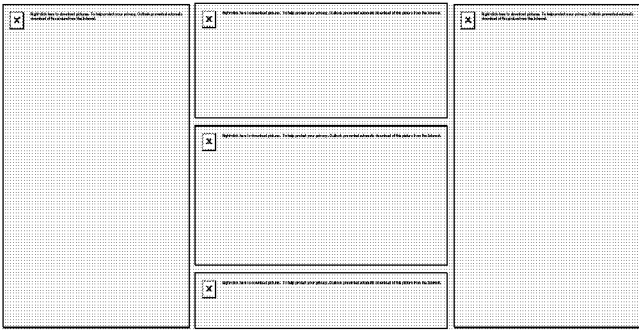 Right-click here to download pictures. To help protect your privacy, Outlook prevented automatic
download of this picture from the Internet.
Right-click here to download pictures. To help protect your privacy, Outlook prevented automatic download of this picture from the Internet.
Right-click here to download pictures. To help protect your privacy, Outlook prevented automatic download of this picture from the Internet.
Right-click here to download pictures. To help protect your privacy, Outlook prevented automatic download of this picture from the Internet.
Right-click here to download pictures. To help protect your privacy, Outlook prevented automatic
download of this picture from the Internet.